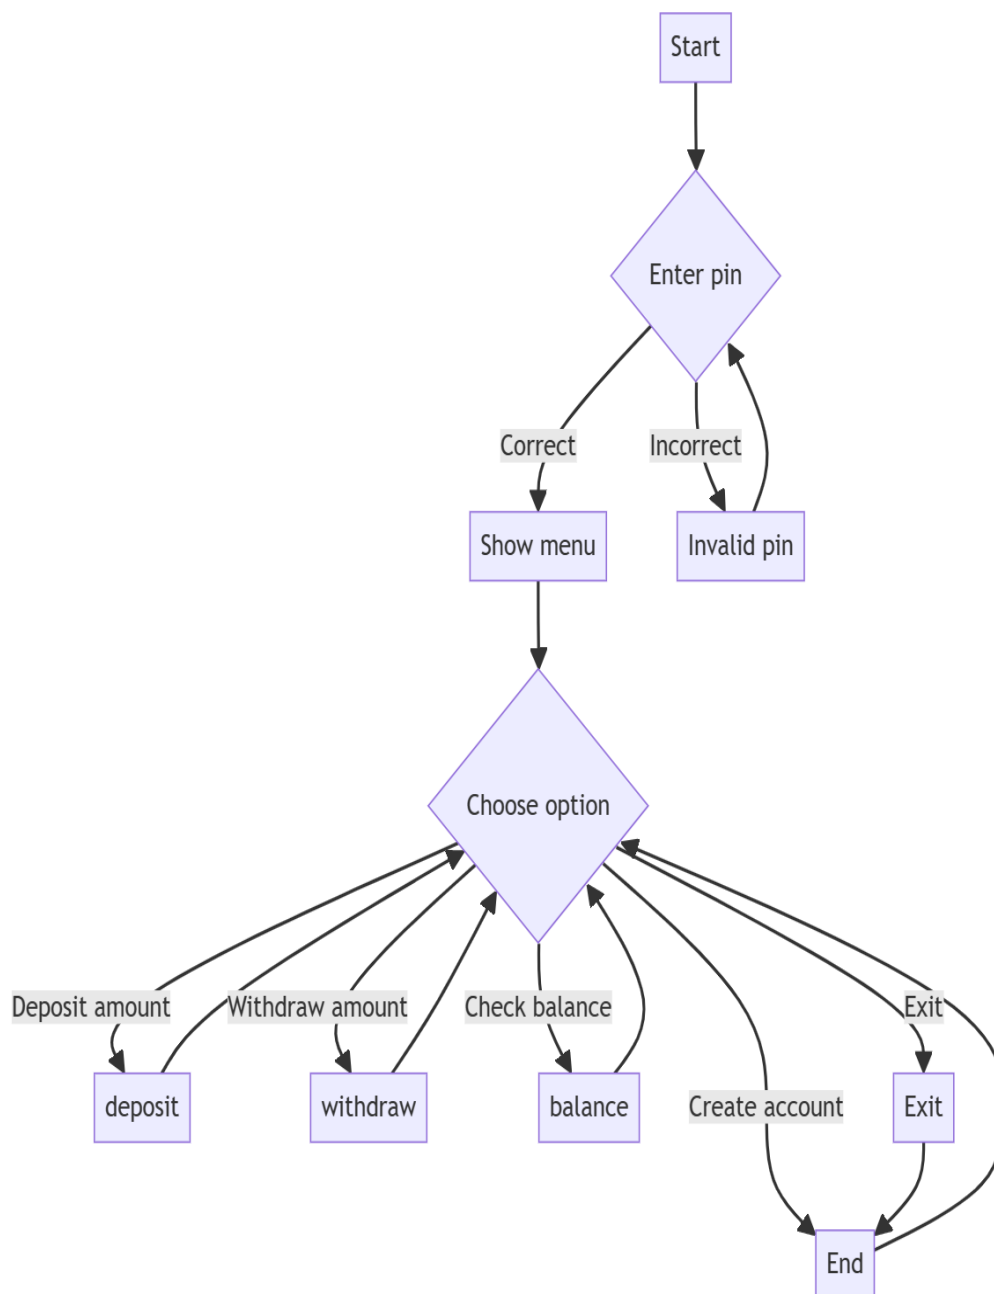 Start
Enter pin
Correct
Incorrect
Show menu
Invalid pin
Choose option
Deposit amount
Withdraw amount
Check balance
Exit
deposit
withdraw
balance
Create account
Exit
End